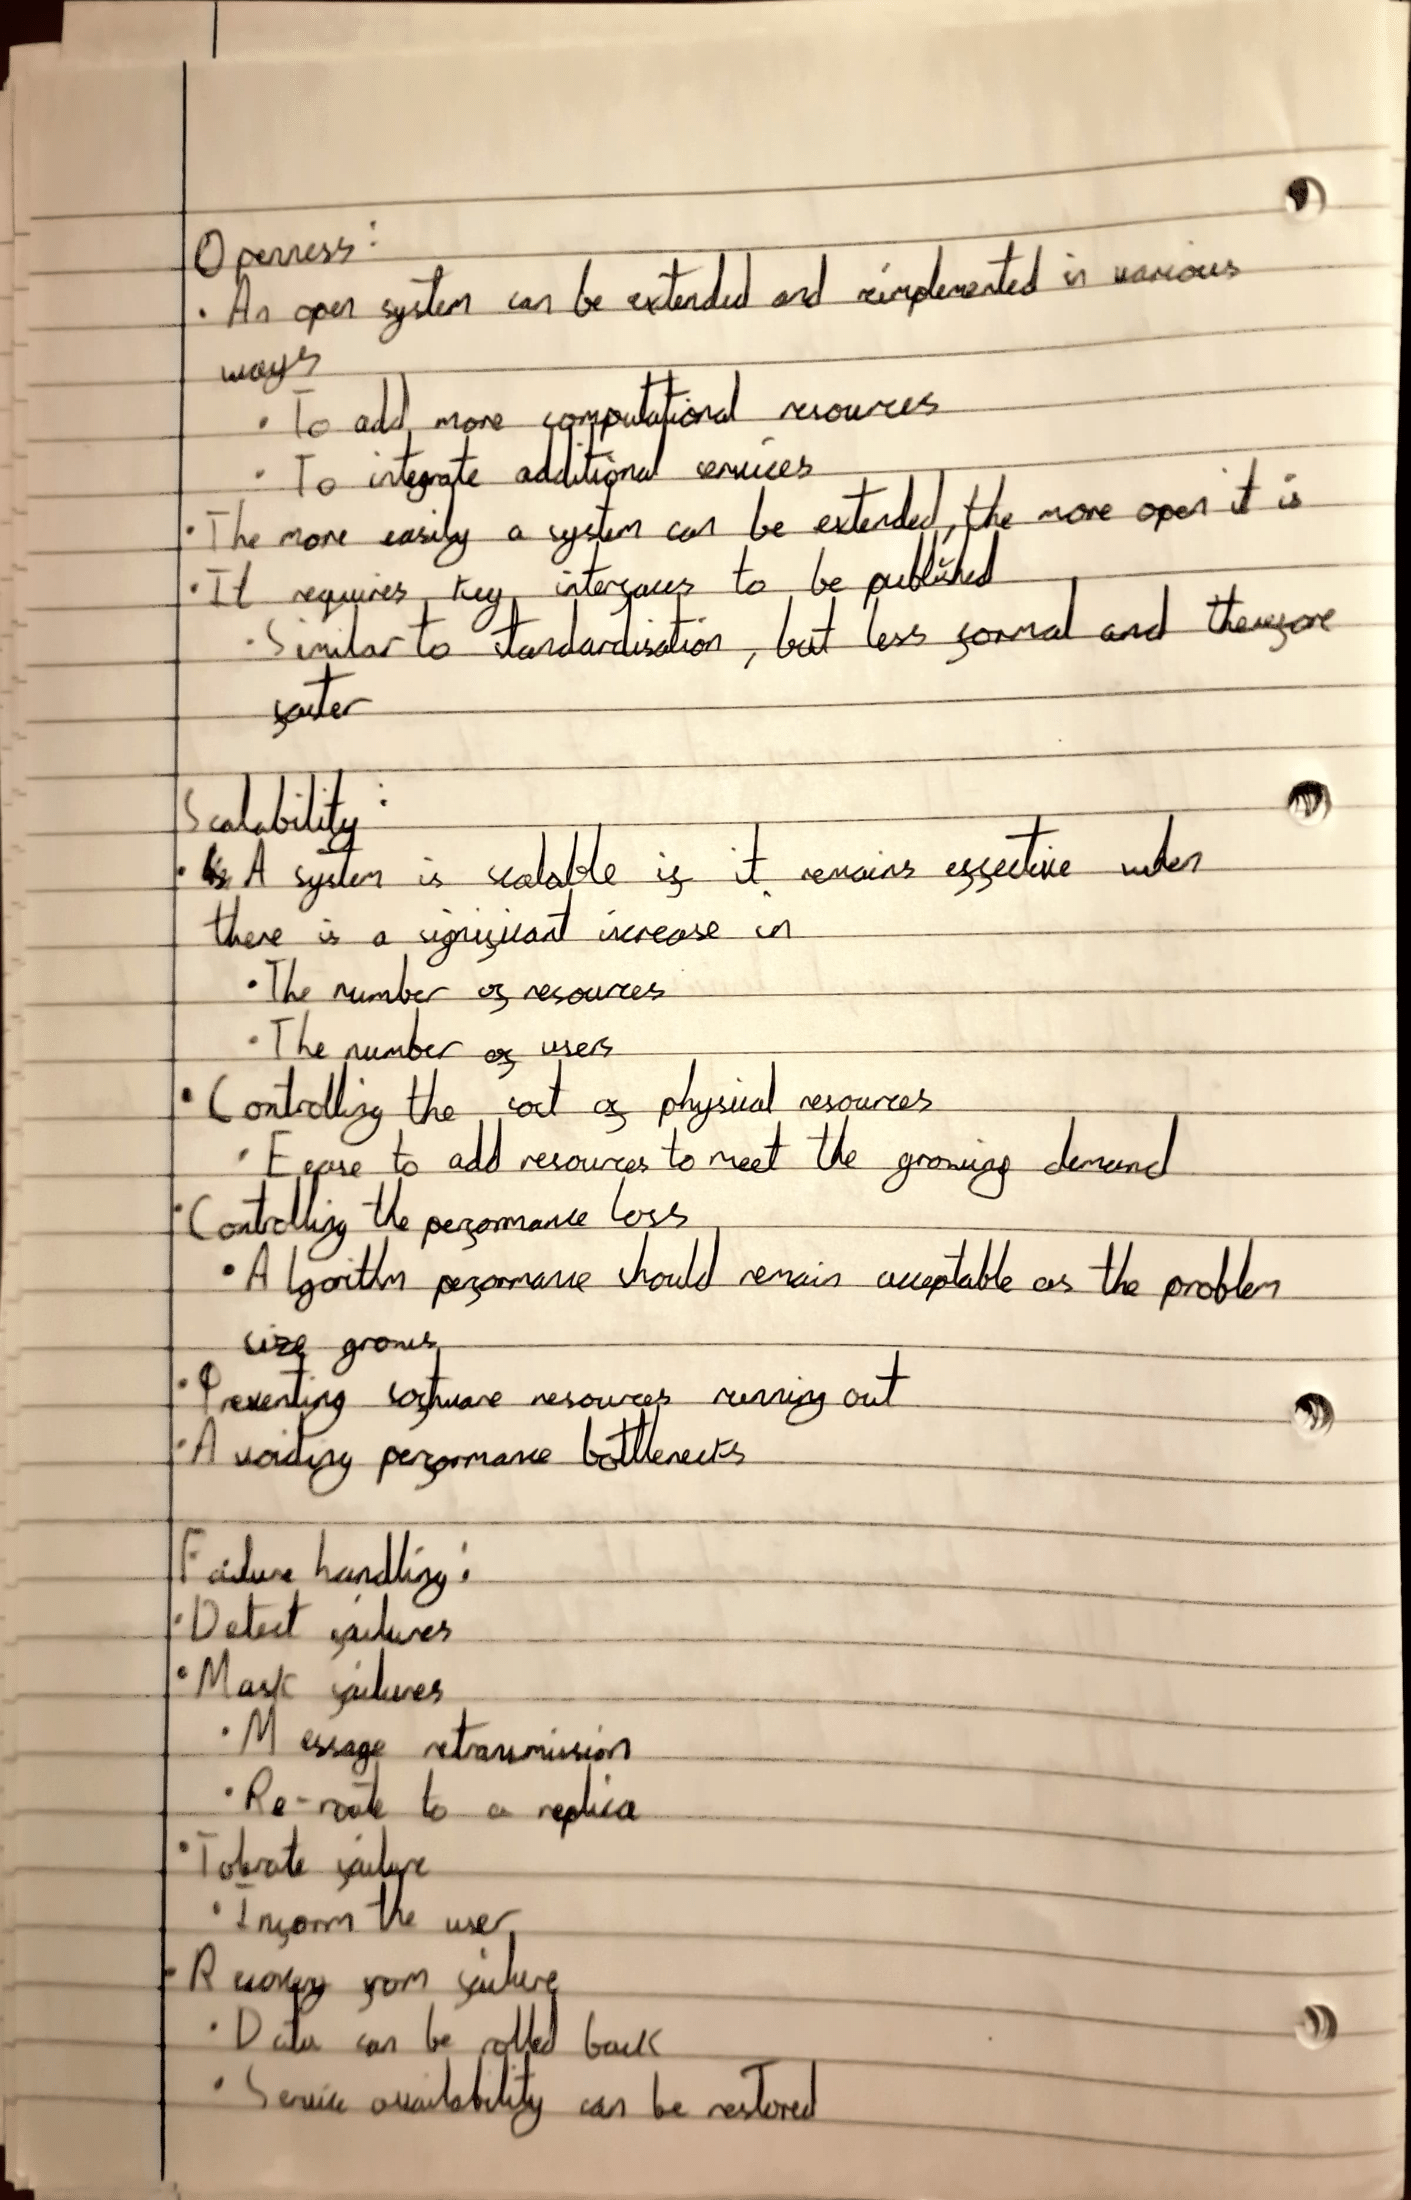 Openness:
· An open system can be extended and reimplemented in various
ways
· To add more computational resources
· To integrate additional services
· The more easily a system can be extended, the more open it is
· It requires key interfaces to be published
· Similar to standardisation, but less formal and therefore
faster
Scalability:
· A system is scalable if it remains effective when
there is a significant increase in
· The number of resources
· The number of users
· Controlling the cost of physical resources
· Ease to add resources to meet the growing demand
· Controlling the performance loss
· Algorithm performance should remain acceptable as the problem
size grows
· Preventing software resources running out
· Avoiding performance bottlenecks
Failure handling:
· Detect failures
· Mask failures
· Message retransmission
· Re-route to a replica
· Tolerate failure
· Inform the user
· Recovery from failure
· Data can be rolled back
· Service availability can be restored